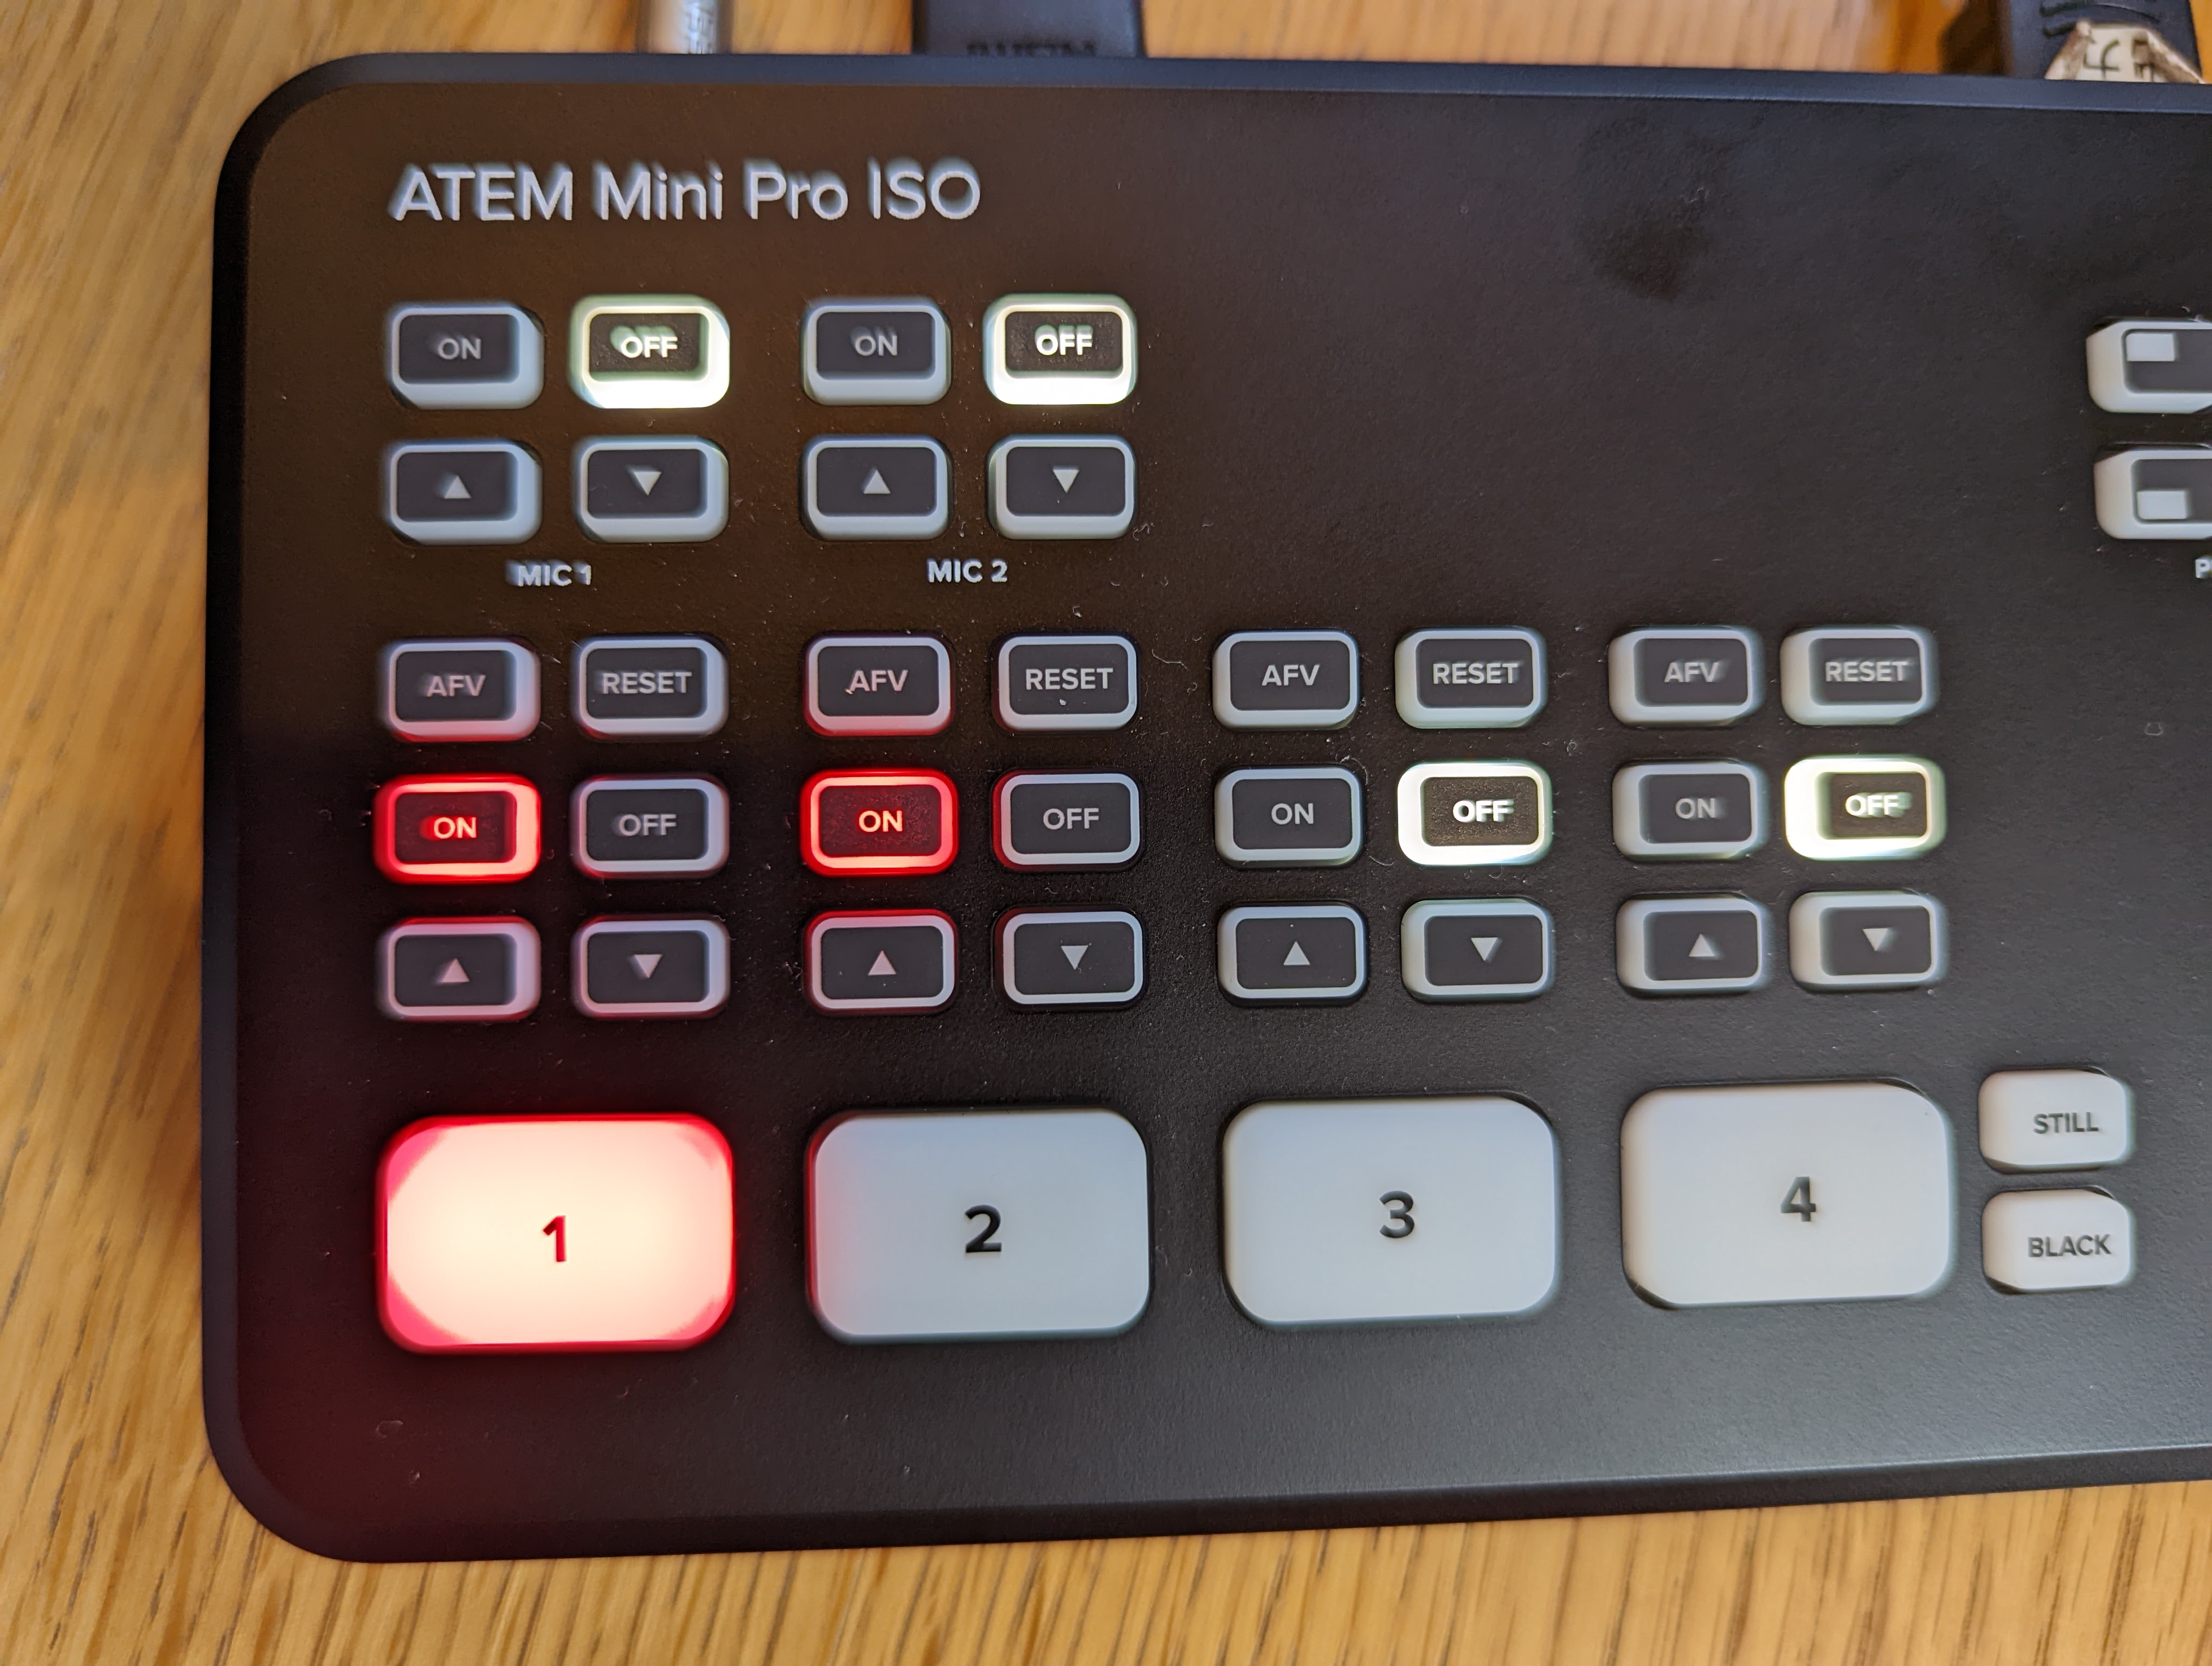 ATEM Mini Pro ISO
ON OFF ON OFF
MIC 1 MIC 2
AFV RESET AFV RESET AFV RESET AFV RESET
ON OFF ON OFF ON OFF ON OFF
1 2 3 4 STILL
BLACK